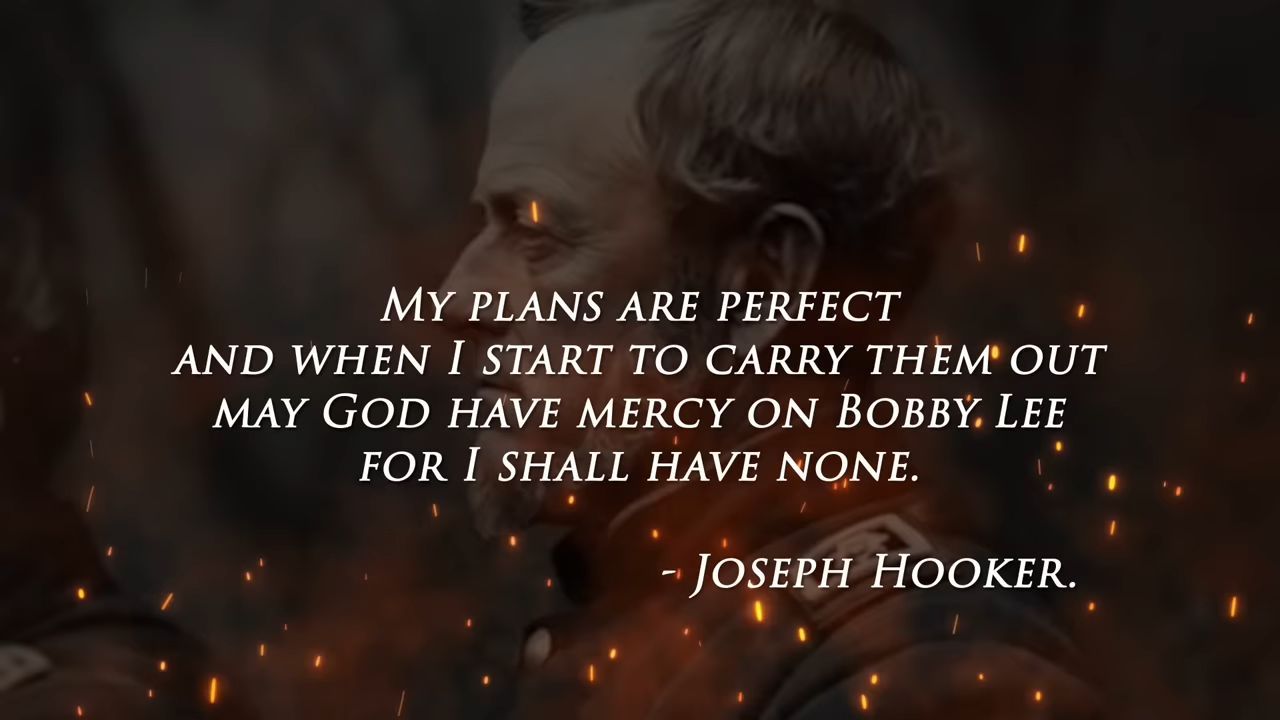 My plans are perfect
and when I start to carry them out
may God have mercy on Bobby Lee
for I shall have none.
- Joseph Hooker.